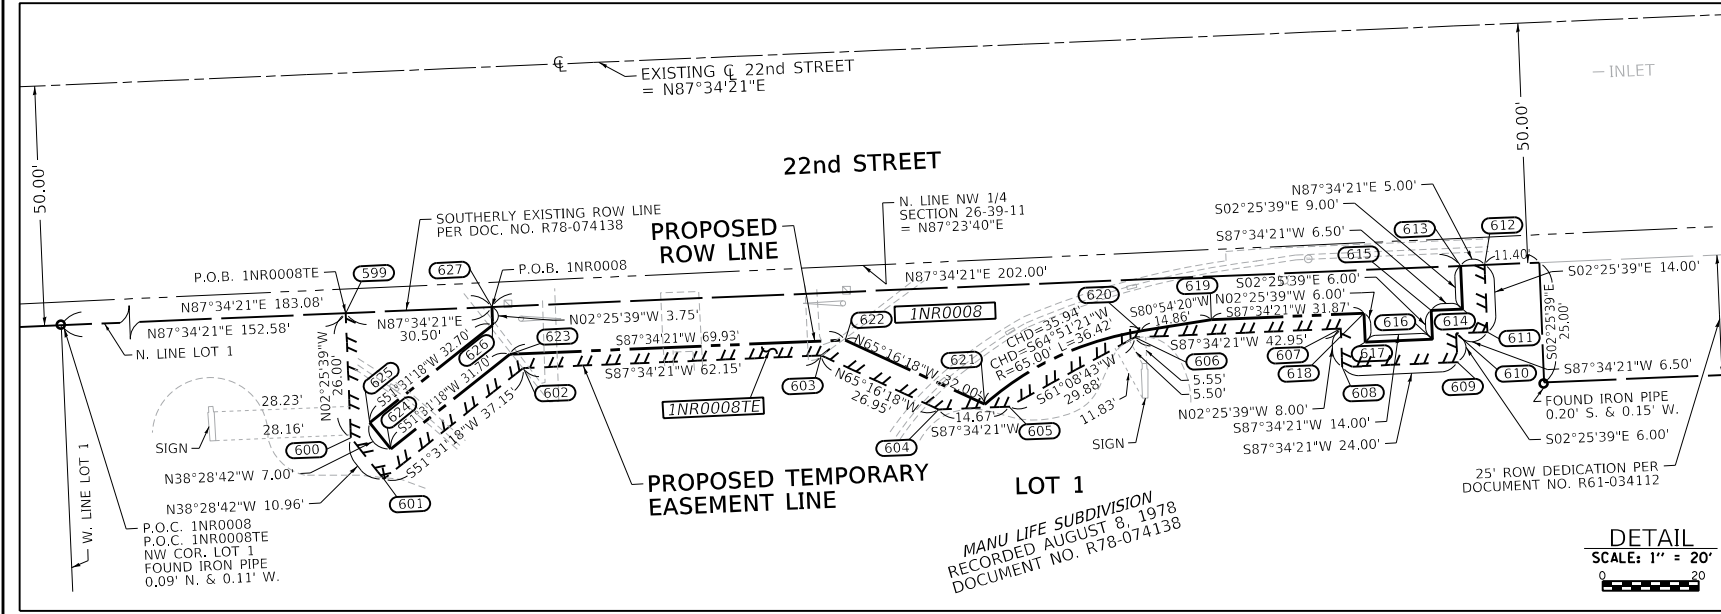 EXISTING ℄ 22nd STREET
= N87°34'21"E
℄
INLET
50.00'
50.00'
22nd STREET
N87°34'21"E 5.00'
S02°25'39"E 9.00'
S87°34'21"W 6.50'
613
612
11.40'
N. LINE NW 1/4
SECTION 26-39-11
= N87°23'40"E
SOUTHERLY EXISTING ROW LINE
PER DOC. NO. R78-074138
PROPOSED
ROW LINE
P.O.B. 1NR0008TE
599
627
P.O.B. 1NR0008
N87°34'21"E 202.00'
615
S02°25'39"E 14.00'
S02°25'39"E 6.00'
619
620
N87°34'21"E 183.08'
N87°34'21"E 152.58'
N. LINE LOT 1
N87°34'21"E
30.50'
N02°25'39"W 3.75'
622
1NR0008
S80°54'20"W
14.86'
N02°25'39"W 6.00'
S87°34'21"W 31.87'
616
614
611
S02°25'39"E
25.00'
623
S87°34'21"W 69.93'
CHD=35.94'
CHD=S64°51'21"W
R=65.00' L=36.42'
S87°34'21"W 42.95'
N02°25'39"W
26.00'
625
S51°31'18"W 32.70'
626
624
S51°31'18"W 31.70'
S51°31'18"W 37.15'
602
S87°34'21"W 62.15'
603
N65°16'18"W 32.00'
N65°16'18"W
26.95'
621
606
607
617
618
608
609
610
S87°34'21"W 6.50'
5.55'
5.50'
S61°08'43"W
29.88'
11.83'
14.67'
S87°34'21"W
605
604
1NR0008TE
28.23'
28.16'
SIGN
600
N38°28'42"W 7.00'
N38°28'42"W 10.96'
601
SIGN
N02°25'39"W 8.00'
S87°34'21"W 14.00'
S87°34'21"W 24.00'
FOUND IRON PIPE
0.20' S. & 0.15' W.
S02°25'39"E 6.00'
25' ROW DEDICATION PER
DOCUMENT NO. R61-034112
W. LINE LOT 1
P.O.C. 1NR0008
P.O.C. 1NR0008TE
NW COR. LOT 1
FOUND IRON PIPE
0.09' N. & 0.11' W.
PROPOSED TEMPORARY
EASEMENT LINE
LOT 1
MANU LIFE SUBDIVISION
RECORDED AUGUST 8, 1978
DOCUMENT NO. R78-074138
DETAIL
SCALE: 1" = 20'
0 20